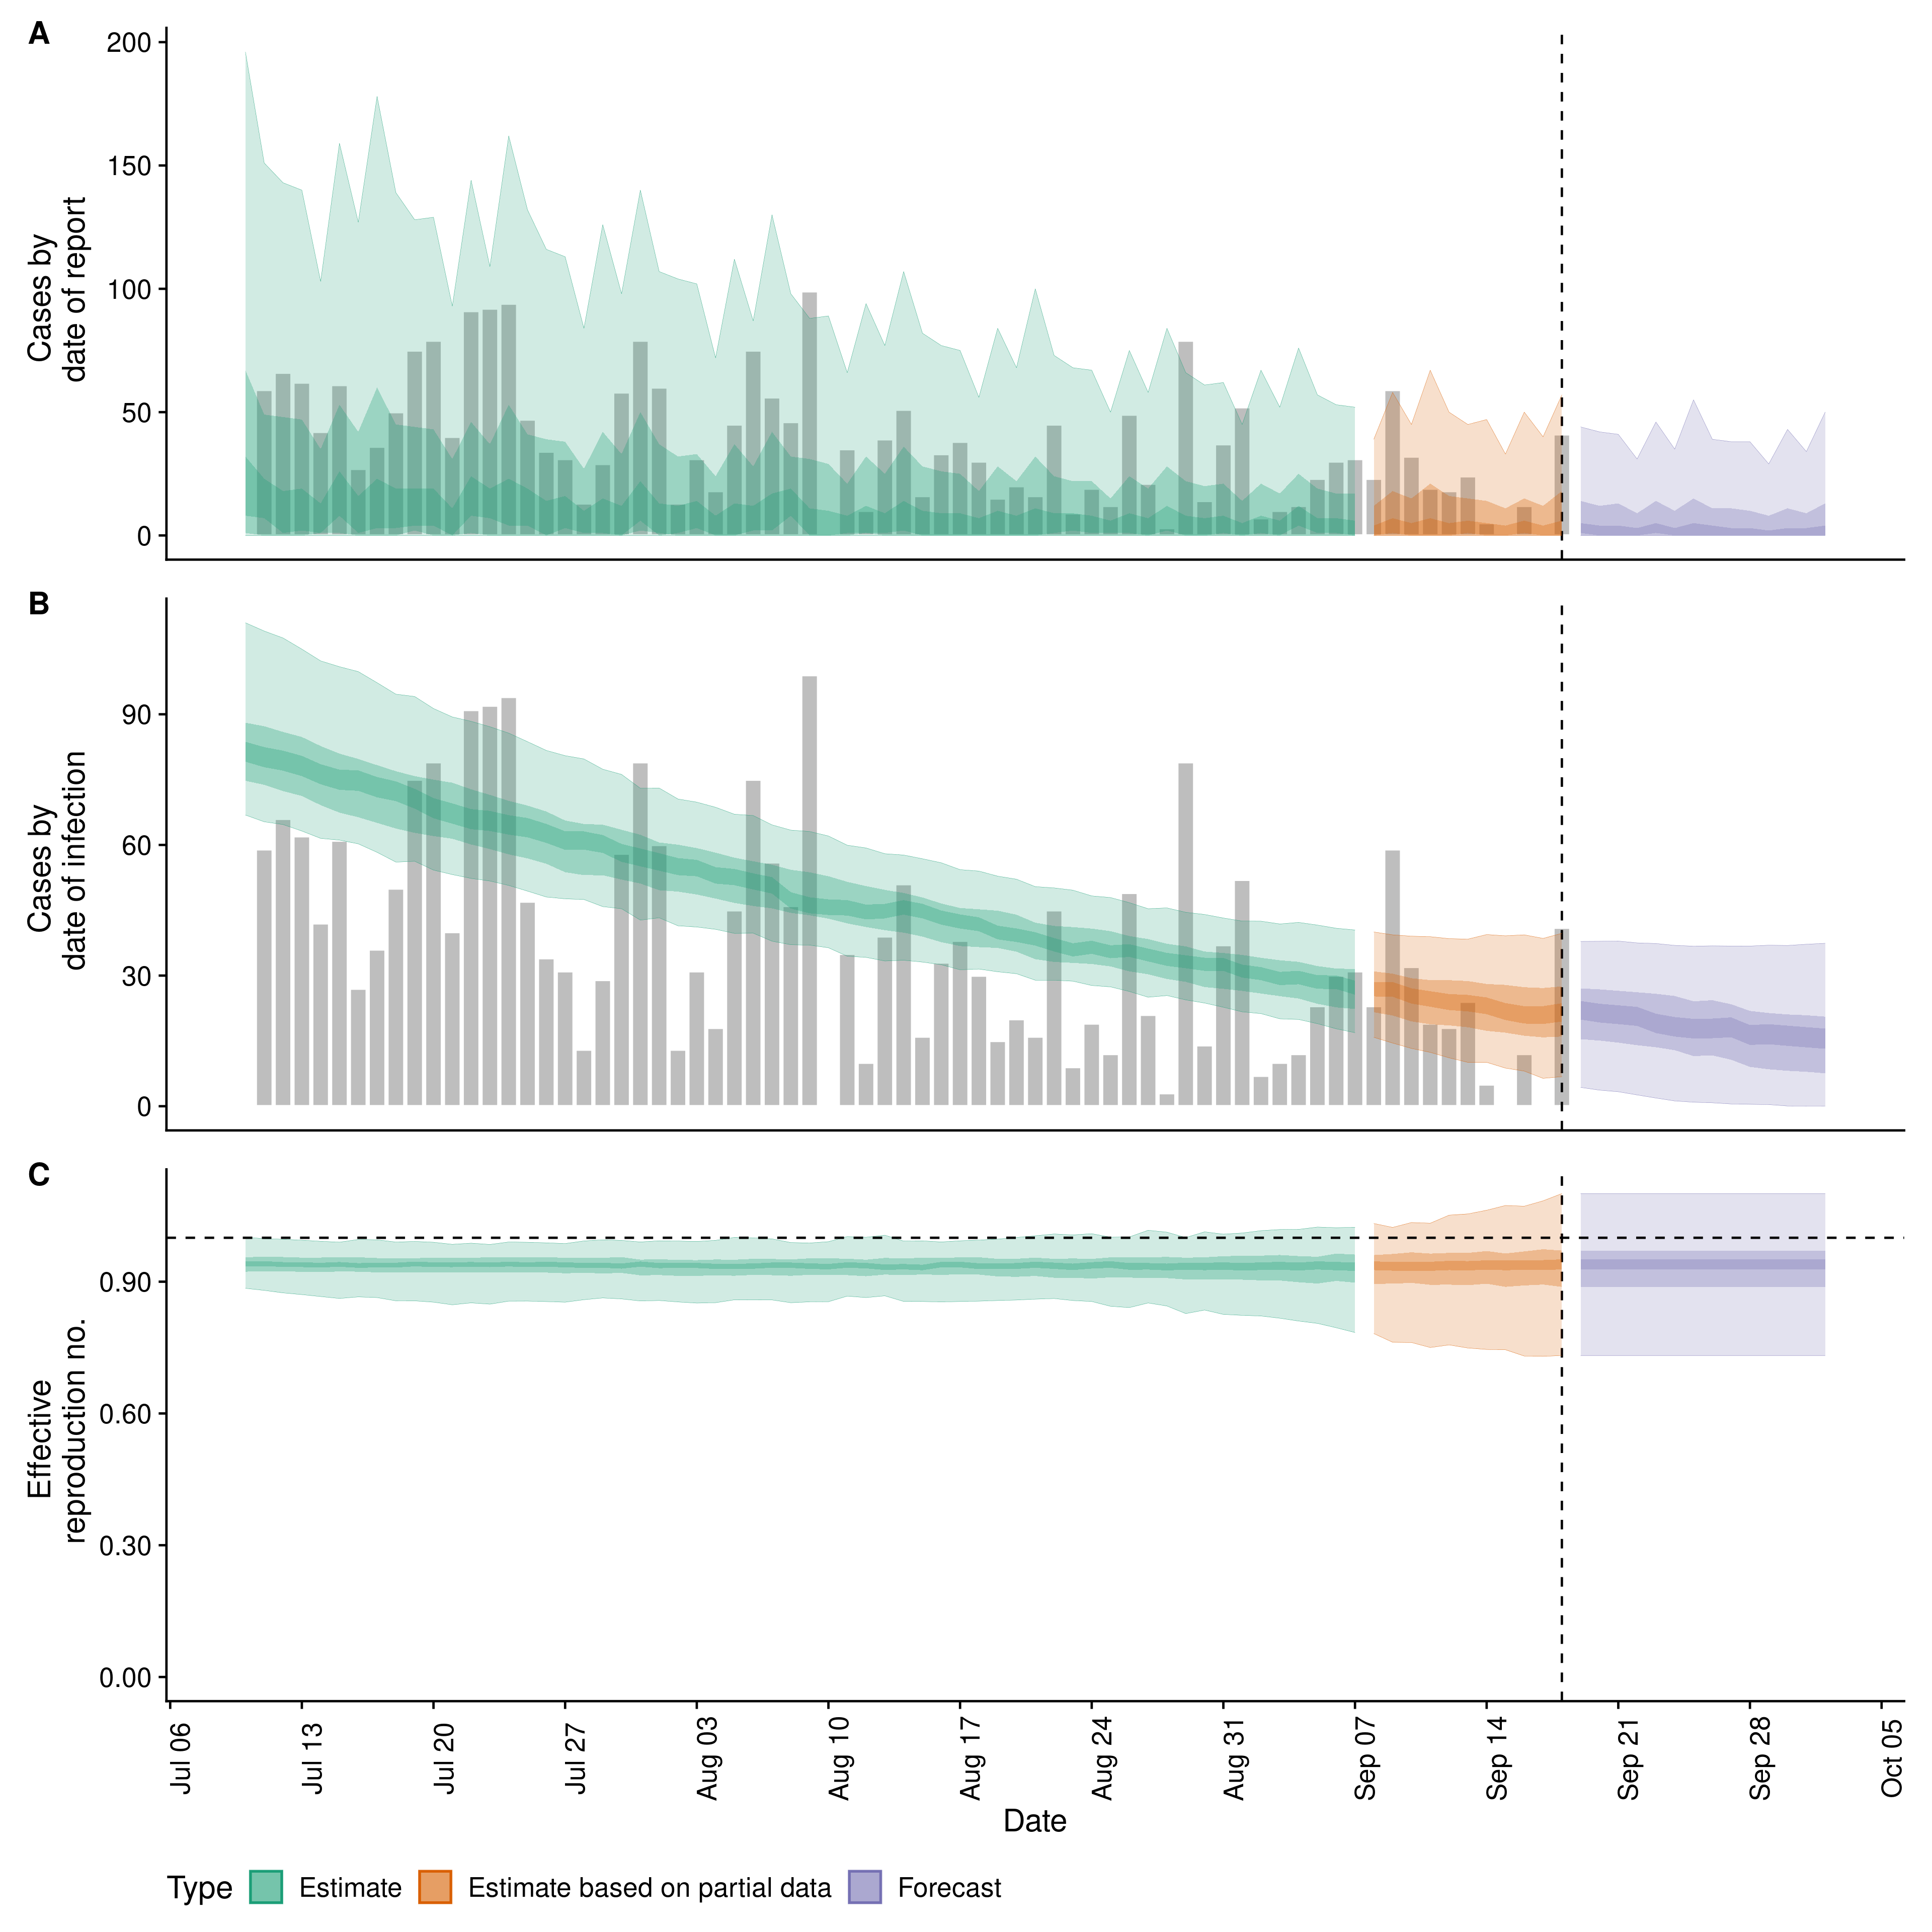 A
200
150
100
50
0
Cases by
date of report
B
90
60
30
0
Cases by
date of infection
C
0.90
0.60
0.30
0.00
Effective
reproduction no.
Jul 06
Jul 13
Jul 20
Jul 27
Aug 03
Aug 10
Aug 17
Aug 24
Aug 31
Sep 07
Sep 14
Sep 21
Sep 28
Oct 05
Date
Type Estimate Estimate based on partial data Forecast